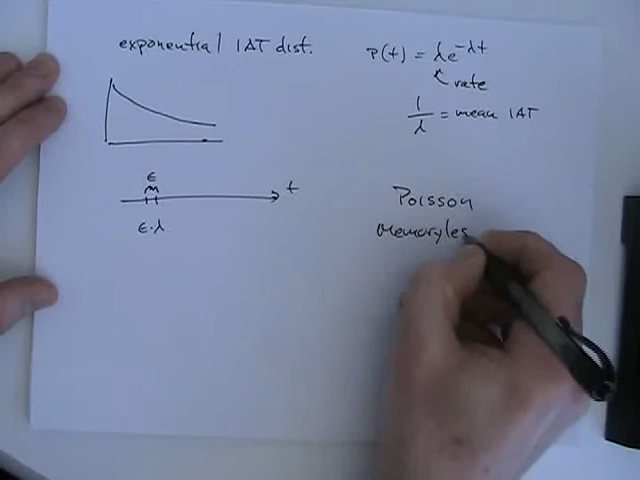 exponential IAT dist.
P(t) = λe^{-λt}
rate
1/λ = mean IAT
ε
t
ε·λ
Poisson
memoryles